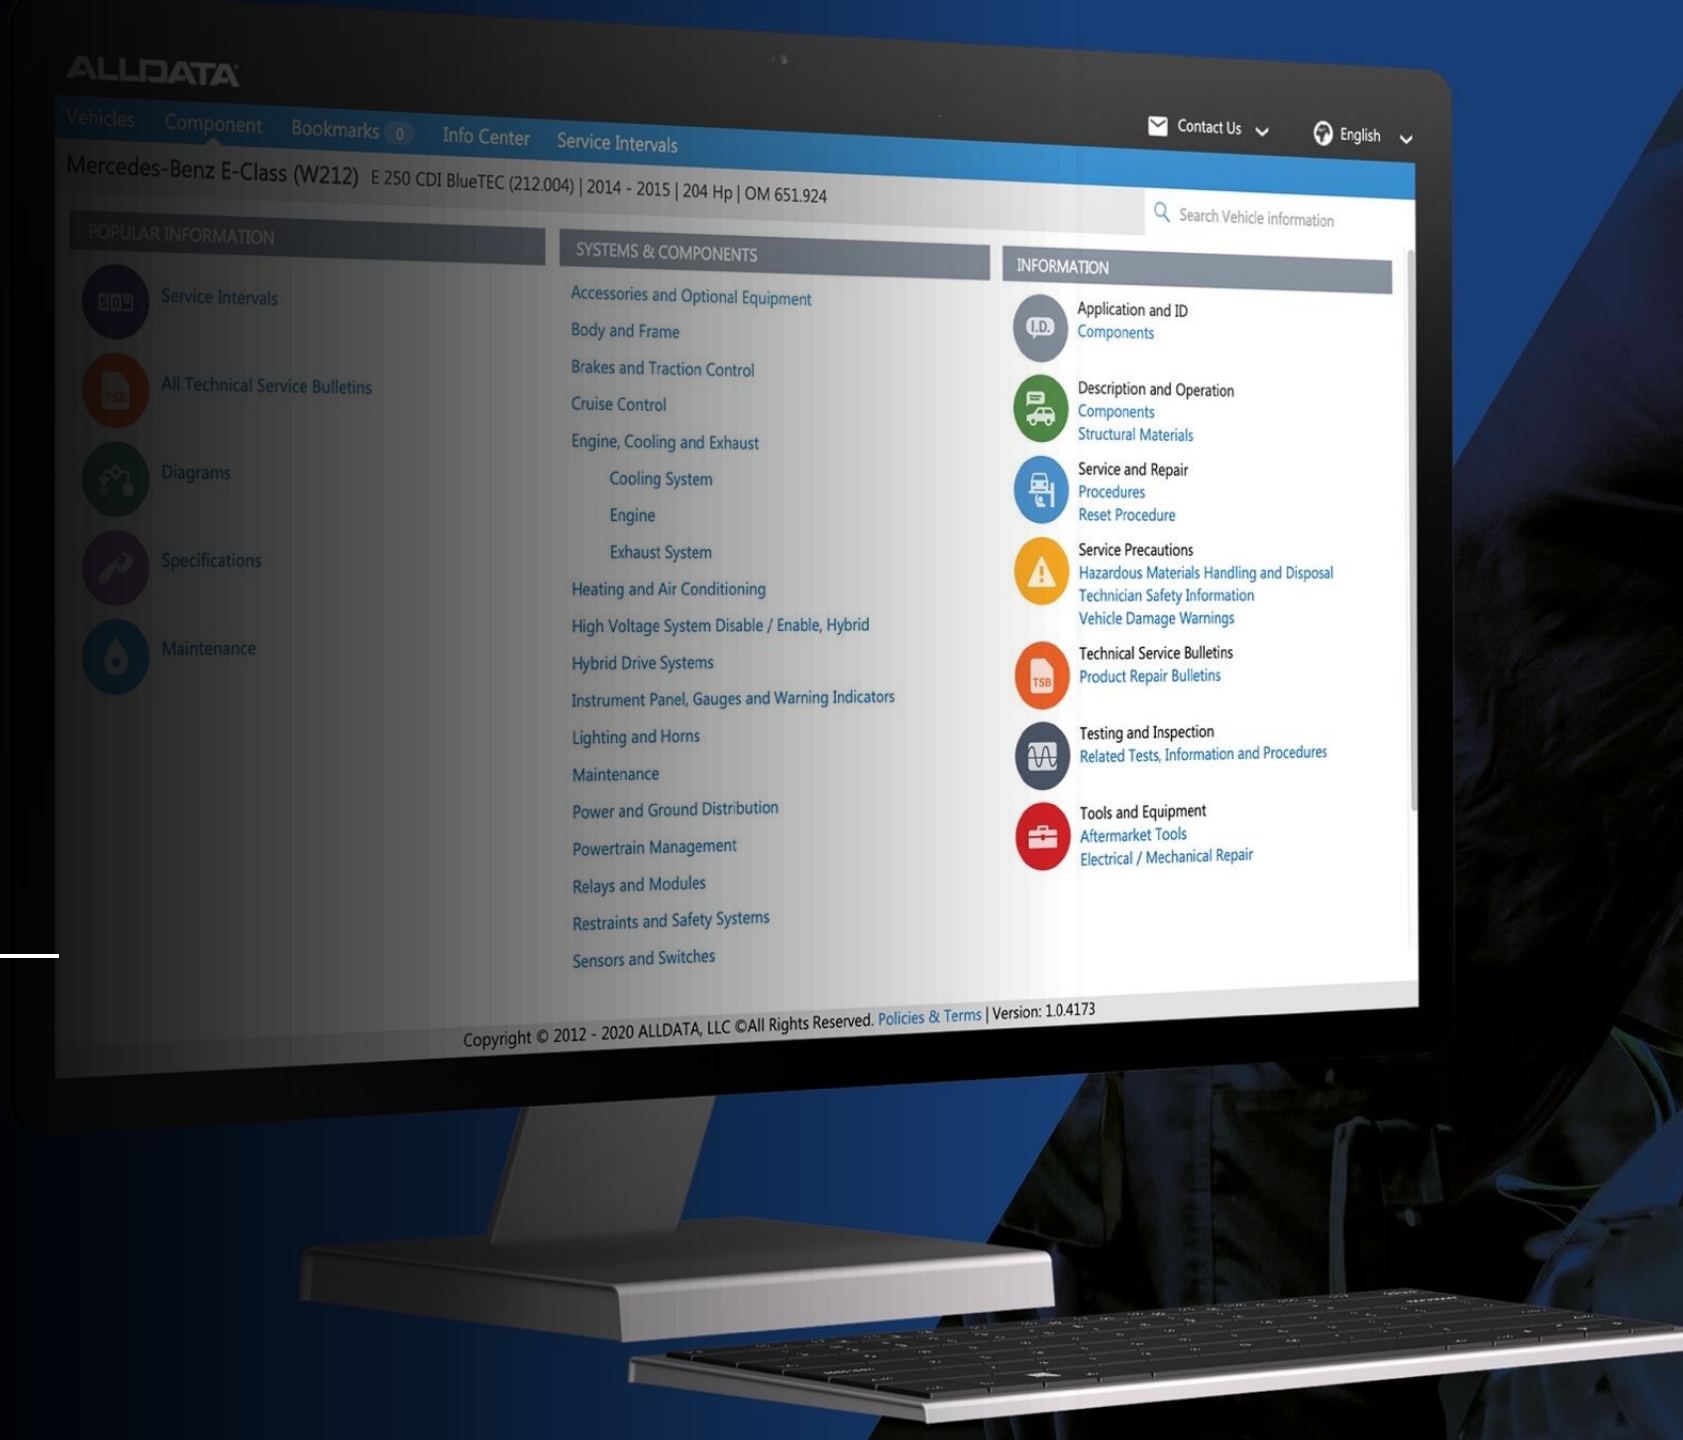 ALLDATA
Contact Us
English
Vehicles Component Bookmarks 0 Info Center Service Intervals
Mercedes-Benz E-Class (W212) E 250 CDI BlueTEC (212.004) | 2014 - 2015 | 204 Hp | OM 651.924
Search Vehicle information
POPULAR INFORMATION
Service Intervals
TSB
All Technical Service Bulletins
Diagrams
Specifications
Maintenance
SYSTEMS & COMPONENTS
Accessories and Optional Equipment
Body and Frame
Brakes and Traction Control
Cruise Control
Engine, Cooling and Exhaust
Cooling System
Engine
Exhaust System
Heating and Air Conditioning
High Voltage System Disable / Enable, Hybrid
Hybrid Drive Systems
Instrument Panel, Gauges and Warning Indicators
Lighting and Horns
Maintenance
Power and Ground Distribution
Powertrain Management
Relays and Modules
Restraints and Safety Systems
Sensors and Switches
INFORMATION
I.D.
Application and ID
Components
Description and Operation
Components
Structural Materials
Service and Repair
Procedures
Reset Procedure
Service Precautions
Hazardous Materials Handling and Disposal
Technician Safety Information
Vehicle Damage Warnings
TSB
Technical Service Bulletins
Product Repair Bulletins
Testing and Inspection
Related Tests, Information and Procedures
Tools and Equipment
Aftermarket Tools
Electrical / Mechanical Repair
Copyright © 2012 - 2020 ALLDATA, LLC ©All Rights Reserved. Policies & Terms | Version: 1.0.4173